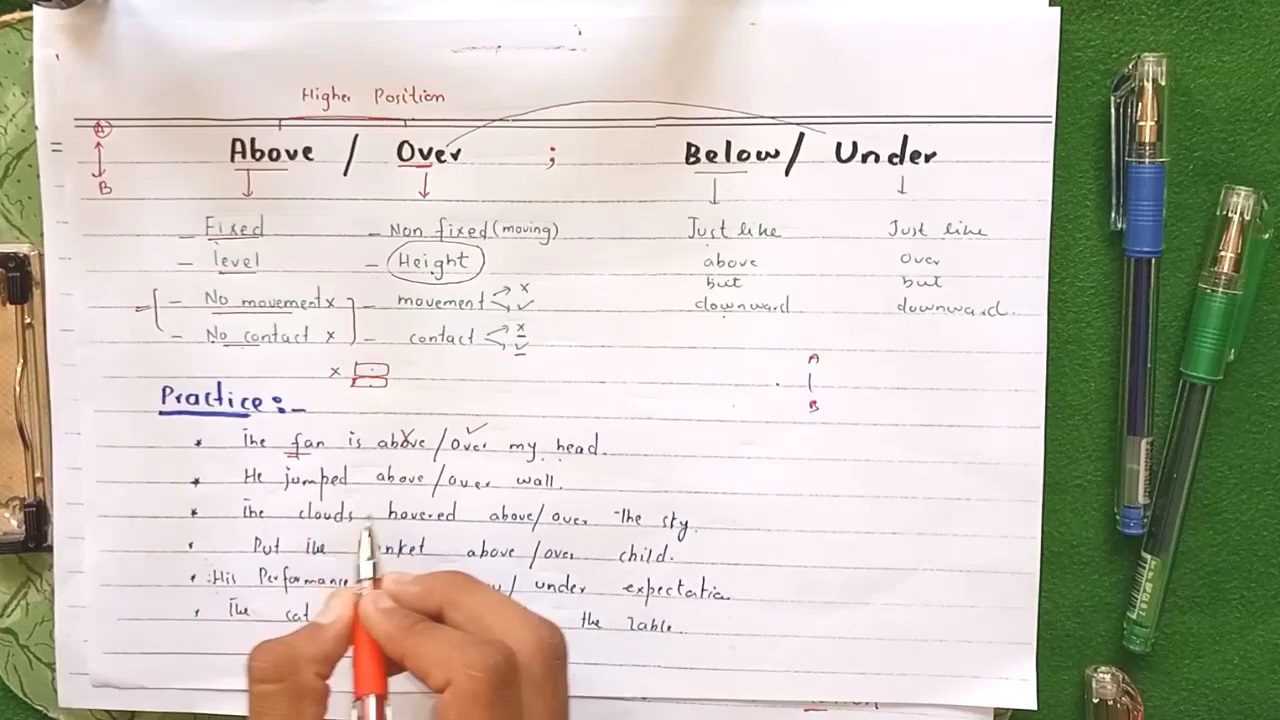 Higher Position
A
B
= Above / Over ; Below / Under
- Fixed - Non fixed (moving) Just like Just like
- level - Height above over
but but
= - No movement x - movement x ✓ downward downward.
- No contact x - contact x ✓
x
A
B
Practice:-
* The fan is above/over ✓ my head.
* He jumped above/over wall.
* The clouds hovered above/over the sky.
Put the nket above/over child.
His Performance w/ under expectation
The cat the Table